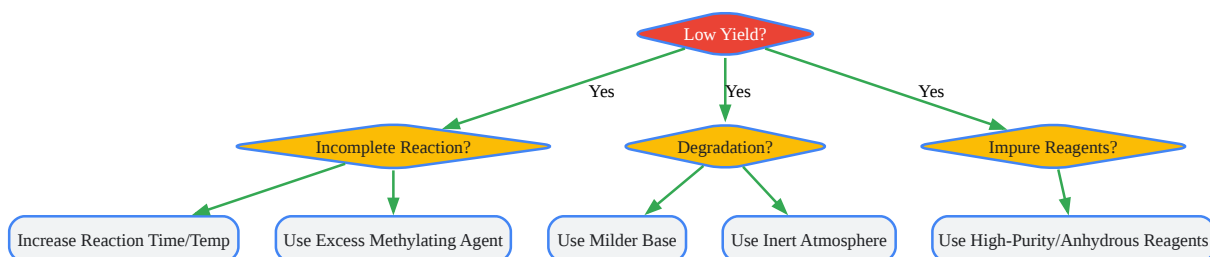 Low Yield?
Yes
Yes
Yes
Incomplete Reaction?
Degradation?
Impure Reagents?
Increase Reaction Time/Temp
Use Excess Methylating Agent
Use Milder Base
Use Inert Atmosphere
Use High-Purity/Anhydrous Reagents